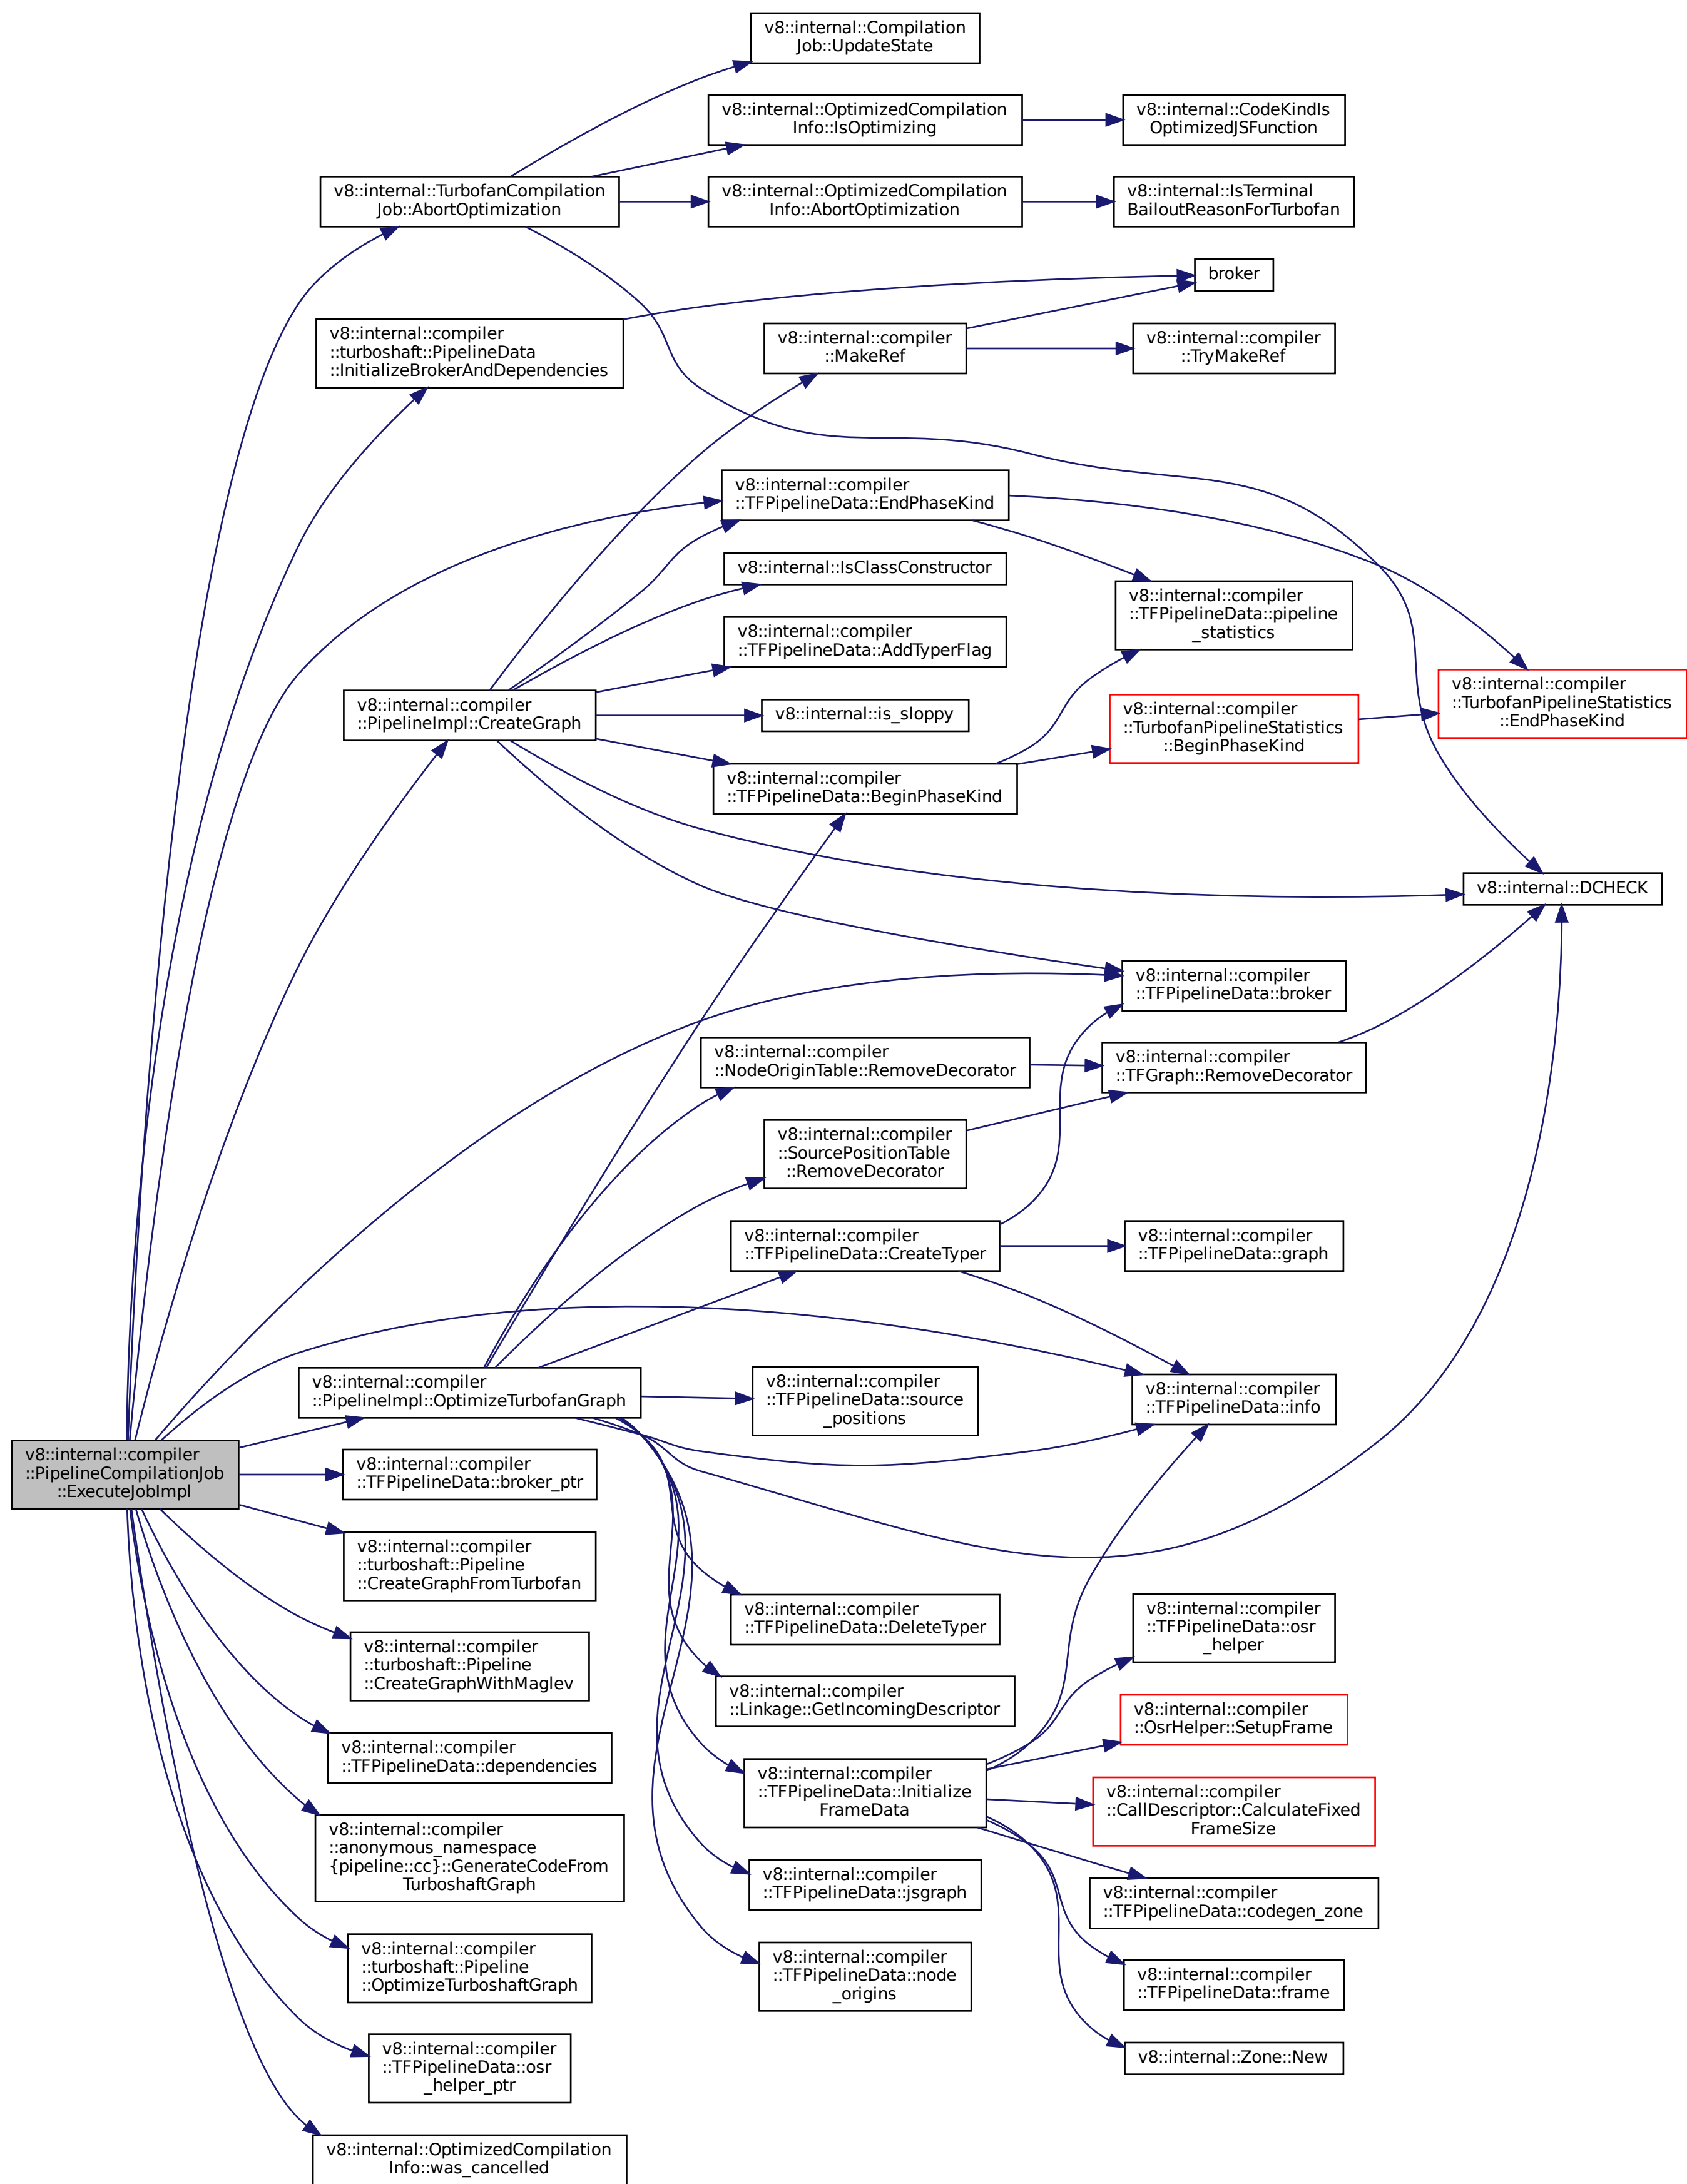 v8::internal::Compilation
Job::UpdateState
v8::internal::OptimizedCompilation
Info::IsOptimizing
v8::internal::CodeKindIs
OptimizedJSFunction
v8::internal::TurbofanCompilation
Job::AbortOptimization
v8::internal::OptimizedCompilation
Info::AbortOptimization
v8::internal::IsTerminal
BailoutReasonForTurbofan
broker
v8::internal::compiler
::turboshaft::PipelineData
::InitializeBrokerAndDependencies
v8::internal::compiler
::MakeRef
v8::internal::compiler
::TryMakeRef
v8::internal::compiler
::TFPipelineData::EndPhaseKind
v8::internal::IsClassConstructor
v8::internal::compiler
::TFPipelineData::pipeline
_statistics
v8::internal::compiler
::TFPipelineData::AddTyperFlag
v8::internal::compiler
::PipelineImpl::CreateGraph
v8::internal::is_sloppy
v8::internal::compiler
::TurbofanPipelineStatistics
::BeginPhaseKind
v8::internal::compiler
::TurbofanPipelineStatistics
::EndPhaseKind
v8::internal::compiler
::TFPipelineData::BeginPhaseKind
v8::internal::DCHECK
v8::internal::compiler
::TFPipelineData::broker
v8::internal::compiler
::NodeOriginTable::RemoveDecorator
v8::internal::compiler
::TFGraph::RemoveDecorator
v8::internal::compiler
::SourcePositionTable
::RemoveDecorator
v8::internal::compiler
::TFPipelineData::CreateTyper
v8::internal::compiler
::TFPipelineData::graph
v8::internal::compiler
::PipelineImpl::OptimizeTurbofanGraph
v8::internal::compiler
::TFPipelineData::source
_positions
v8::internal::compiler
::TFPipelineData::info
v8::internal::compiler
::PipelineCompilationJob
::ExecuteJobImpl
v8::internal::compiler
::TFPipelineData::broker_ptr
v8::internal::compiler
::turboshaft::Pipeline
::CreateGraphFromTurbofan
v8::internal::compiler
::TFPipelineData::DeleteTyper
v8::internal::compiler
::TFPipelineData::osr
_helper
v8::internal::compiler
::turboshaft::Pipeline
::CreateGraphWithMaglev
v8::internal::compiler
::Linkage::GetIncomingDescriptor
v8::internal::compiler
::OsrHelper::SetupFrame
v8::internal::compiler
::TFPipelineData::dependencies
v8::internal::compiler
::TFPipelineData::Initialize
FrameData
v8::internal::compiler
::CallDescriptor::CalculateFixed
FrameSize
v8::internal::compiler
::anonymous_namespace
{pipeline::cc}::GenerateCodeFrom
TurboshaftGraph
v8::internal::compiler
::TFPipelineData::jsgraph
v8::internal::compiler
::TFPipelineData::codegen_zone
v8::internal::compiler
::turboshaft::Pipeline
::OptimizeTurboshaftGraph
v8::internal::compiler
::TFPipelineData::node
_origins
v8::internal::compiler
::TFPipelineData::frame
v8::internal::compiler
::TFPipelineData::osr
_helper_ptr
v8::internal::Zone::New
v8::internal::OptimizedCompilation
Info::was_cancelled